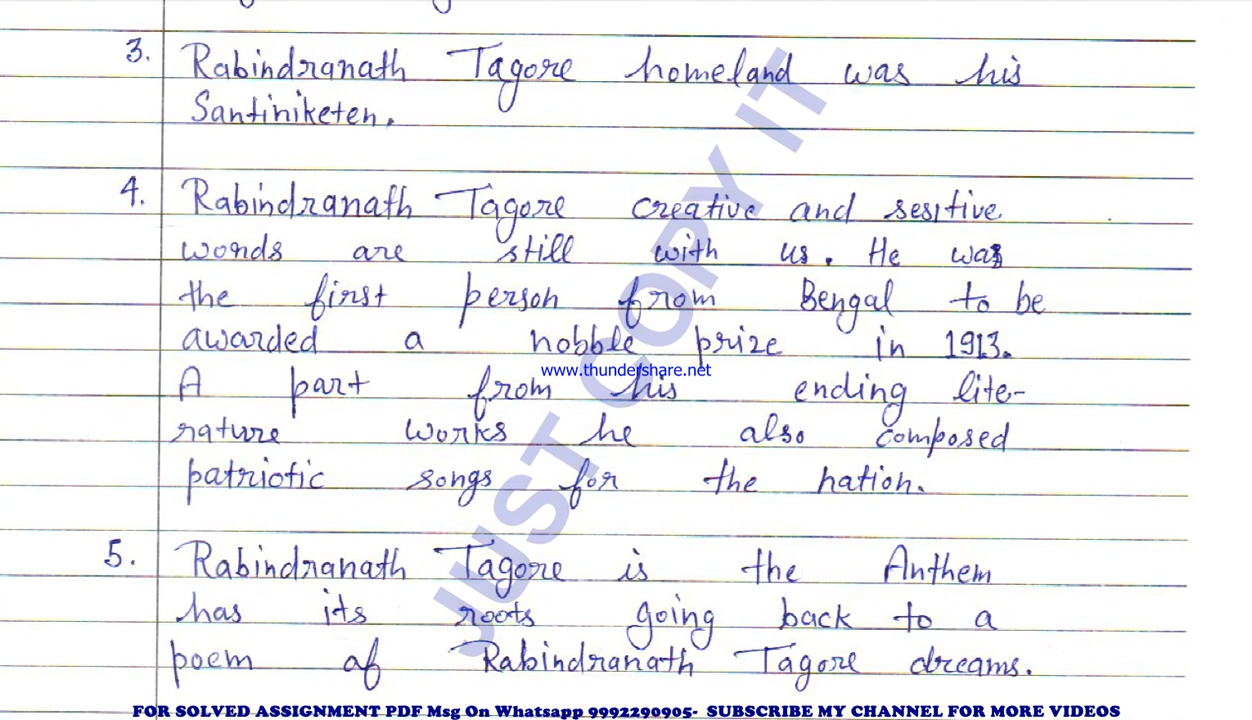 3. Rabindranath Tagore homeland was his
Santiniketen.
4. Rabindranath Tagore creative and sesitive
words are still with us. He was
the first person from Bengal to be
awarded a nobble prize in 1913.
www.thundershare.net
A part from his ending lite-
rature works he also composed
patriotic songs for the nation.
5. Rabindranath Tagore is the Anthem
has its roots going back to a
poem of Rabindranath Tagore dreams.
JUST COPY IT
FOR SOLVED ASSIGNMENT PDF Msg On Whatsapp 9992290905- SUBSCRIBE MY CHANNEL FOR MORE VIDEOS